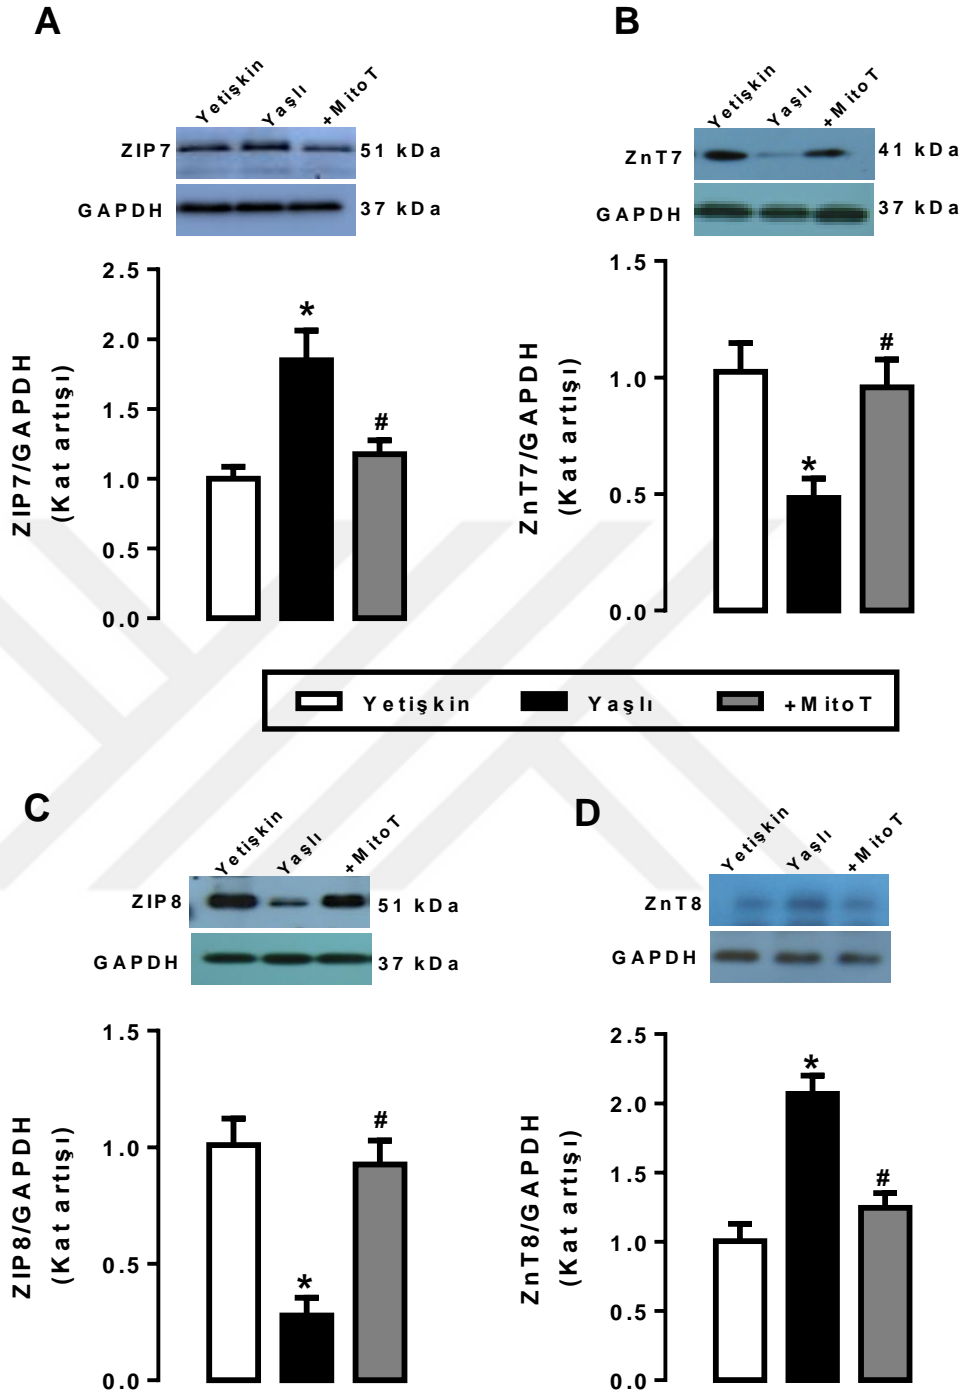 A
Yetişkin Yaşlı +MitoT
ZIP7 51 kDa
GAPDH 37 kDa
ZIP7/GAPDH
(Kat artışı)
2.5
2.0
1.5
1.0
0.5
0.0
*
#
B
Yetişkin Yaşlı +MitoT
ZnT7 41 kDa
GAPDH 37 kDa
ZnT7/GAPDH
(Kat artışı)
1.5
1.0
0.5
0.0
*
#
Yetişkin Yaşlı +MitoT
C
Yetişkin Yaşlı +MitoT
ZIP8 51 kDa
GAPDH 37 kDa
ZIP8/GAPDH
(Kat artışı)
1.5
1.0
0.5
0.0
*
#
D
Yetişkin Yaşlı +MitoT
ZnT8
GAPDH
ZnT8/GAPDH
(Kat artışı)
2.5
2.0
1.5
1.0
0.5
0.0
*
#